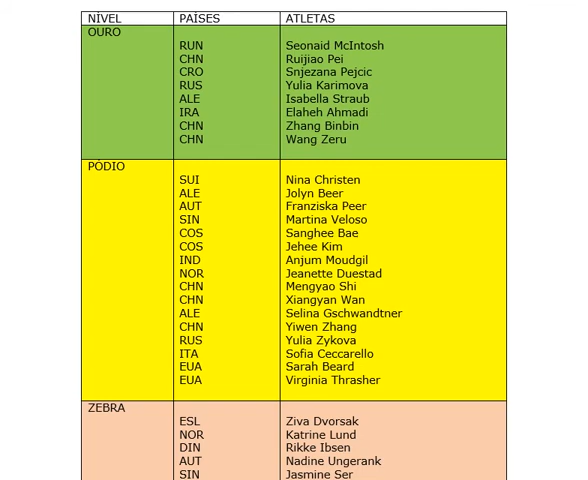 NÍVEL PAÍSES ATLETAS
OURO
RUN Seonaid McIntosh
CHN Ruijiao Pei
CRO Snjezana Pejcic
RUS Yulia Karimova
ALE Isabella Straub
IRA Elaheh Ahmadi
CHN Zhang Binbin
CHN Wang Zeru
PÓDIO
SUI Nina Christen
ALE Jolyn Beer
AUT Franziska Peer
SIN Martina Veloso
COS Sanghee Bae
COS Jehee Kim
IND Anjum Moudgil
NOR Jeanette Duestad
CHN Mengyao Shi
CHN Xiangyan Wan
ALE Selina Gschwandtner
CHN Yiwen Zhang
RUS Yulia Zykova
ITA Sofia Ceccarello
EUA Sarah Beard
EUA Virginia Thrasher
ZEBRA
ESL Ziva Dvorsak
NOR Katrine Lund
DIN Rikke Ibsen
AUT Nadine Ungerank
SIN Jasmine Ser